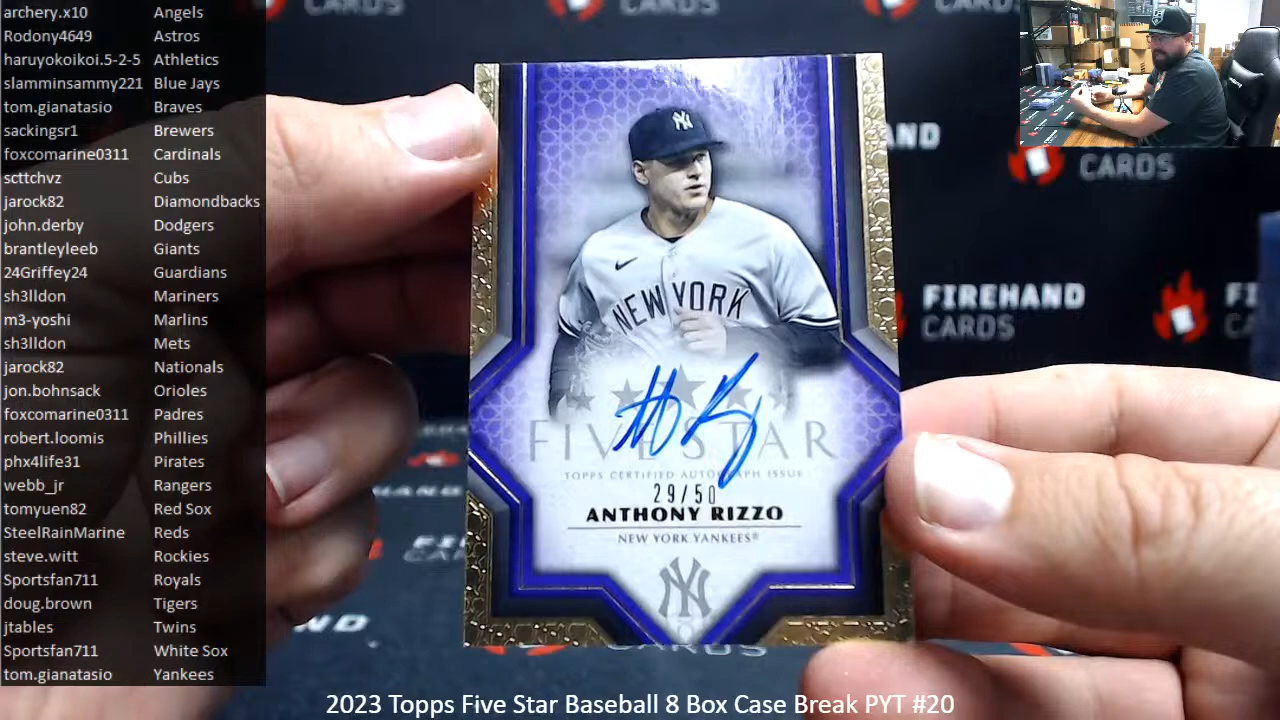 archery.x10 Angels
Rodony4649 Astros
haruyokoikoi.5-2-5 Athletics
slamminsammy221 Blue Jays
tom.gianatasio Braves
sackingsr1 Brewers
foxcomarine0311 Cardinals
scttchvz Cubs
jarock82 Diamondbacks
john.derby Dodgers
brantleyleeb Giants
24Griffey24 Guardians
sh3lldon Mariners
m3-yoshi Marlins
sh3lldon Mets
jarock82 Nationals
jon.bohnsack Orioles
foxcomarine0311 Padres
robert.loomis Phillies
phx4life31 Pirates
webb_jr Rangers
tomyuen82 Red Sox
SteelRainMarine Reds
steve.witt Rockies
Sportsfan711 Royals
doug.brown Tigers
jtables Twins
Sportsfan711 White Sox
tom.gianatasio Yankees
NY
NEW YORK
FIVE STAR
TOPPS CERTIFIED AUTOGRAPH ISSUE
29/50
ANTHONY RIZZO
NEW YORK YANKEES®
NY
CARDS
CARDS
CARDS
FIREHAND
CARDS
CARDS
2023 Topps Five Star Baseball 8 Box Case Break PYT #20